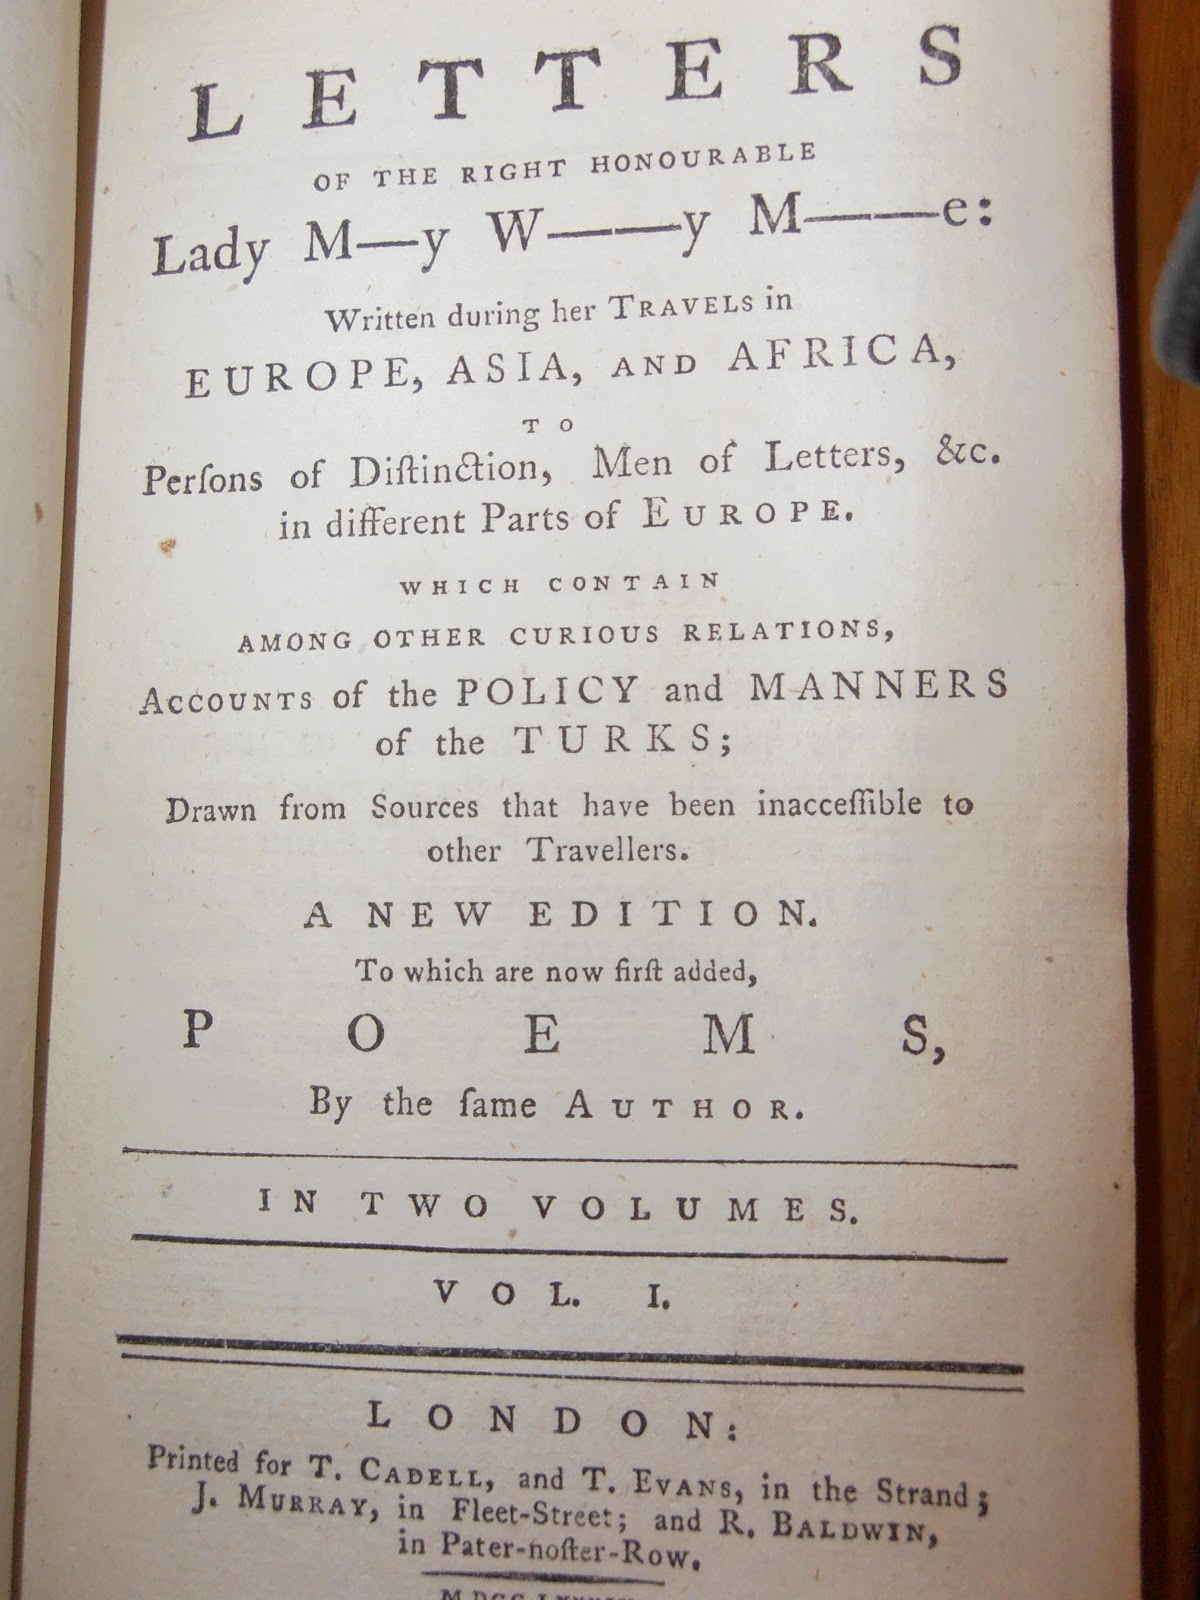 LETTERS
OF THE RIGHT HONOURABLE
Lady M—y W——y M———e:
Written during her TRAVELS in
EUROPE, ASIA, AND AFRICA,
TO
Perſons of Diſtinction, Men of Letters, &c.
in different Parts of EUROPE.
WHICH CONTAIN
AMONG OTHER CURIOUS RELATIONS,
ACCOUNTS of the POLICY and MANNERS
of the TURKS;
Drawn from Sources that have been inacceſſible to
other Travellers.
A NEW EDITION.
To which are now firſt added,
POEMS,
By the ſame AUTHOR.
IN TWO VOLUMES.
VOL. I.
LONDON:
Printed for T. CADELL, and T. EVANS, in the Strand;
J. MURRAY, in Fleet-Street; and R. BALDWIN,
in Pater-noſter-Row.